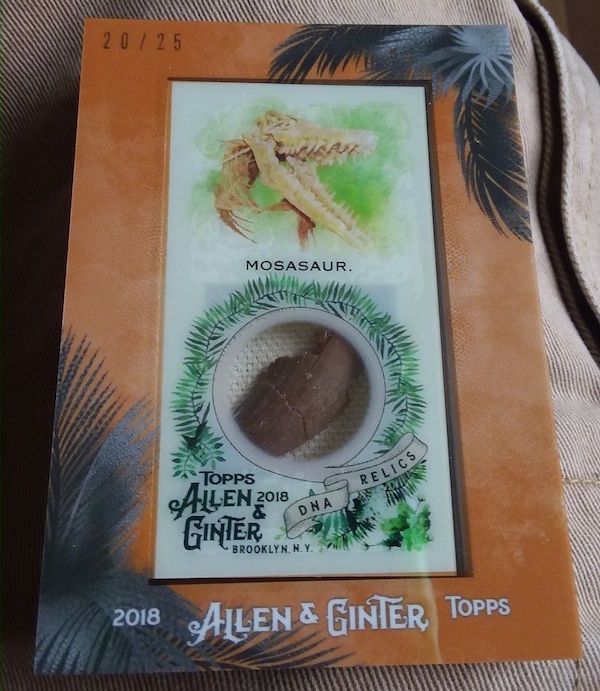 20/25
MOSASAUR.
DNA RELICS
TOPPS
ALLEN 2018
&
GINTER
BROOKLYN, N.Y.
2018 ALLEN & GINTER TOPPS